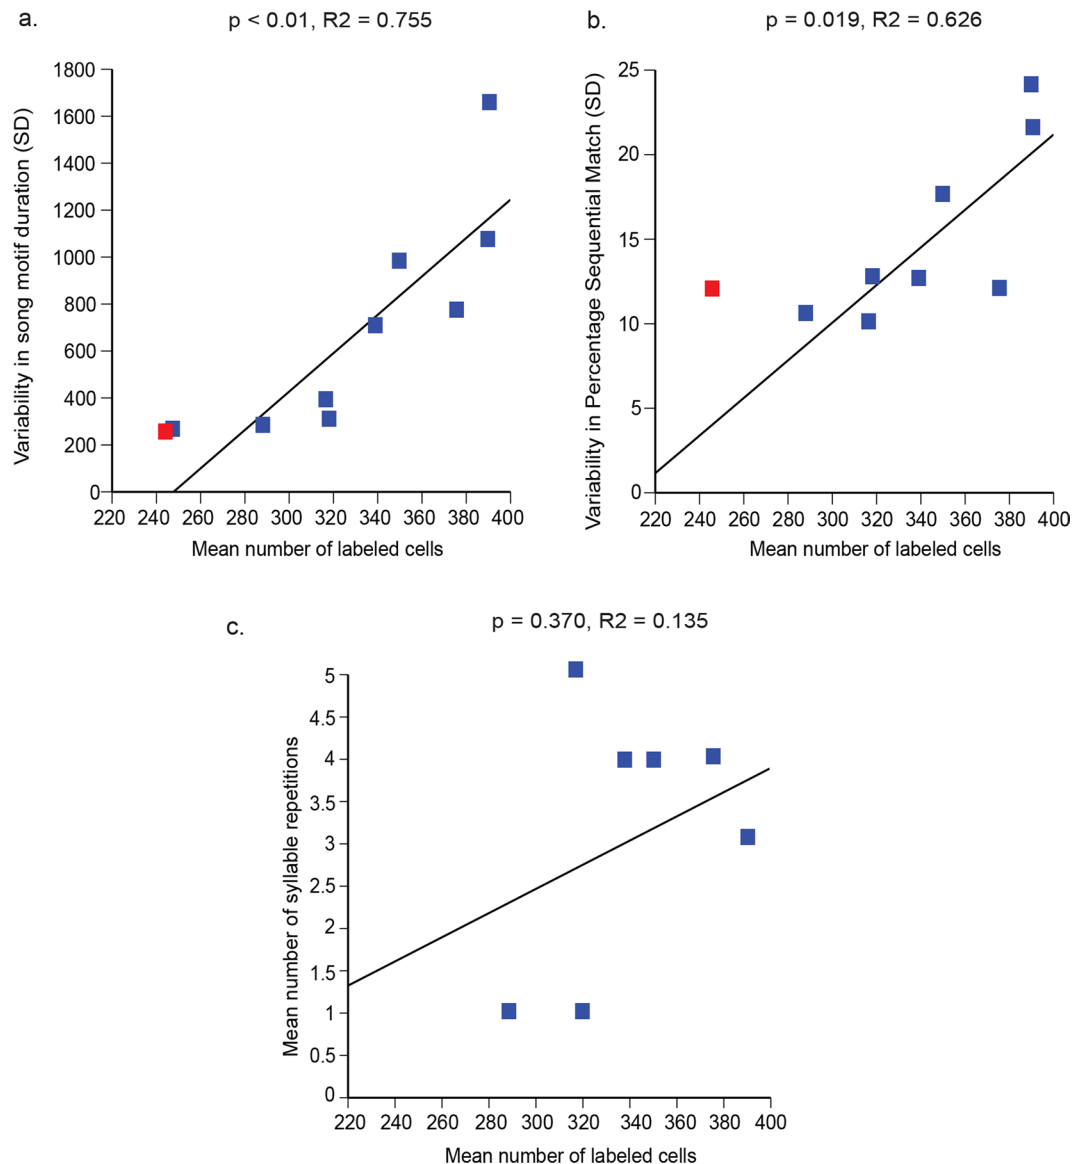 a.
p < 0.01, R2 = 0.755
Variability in song motif duration (SD)
1800
1600
1400
1200
1000
800
600
400
200
0
220 240 260 280 300 320 340 360 380 400
Mean number of labeled cells
b.
p = 0.019, R2 = 0.626
Variability in Percentage Sequential Match (SD)
25
20
15
10
5
0
220 240 260 280 300 320 340 360 380 400
Mean number of labeled cells
c.
p = 0.370, R2 = 0.135
Mean number of syllable repetitions
5
4.5
4
3.5
3
2.5
2
1.5
1
0.5
0
220 240 260 280 300 320 340 360 380 400
Mean number of labeled cells